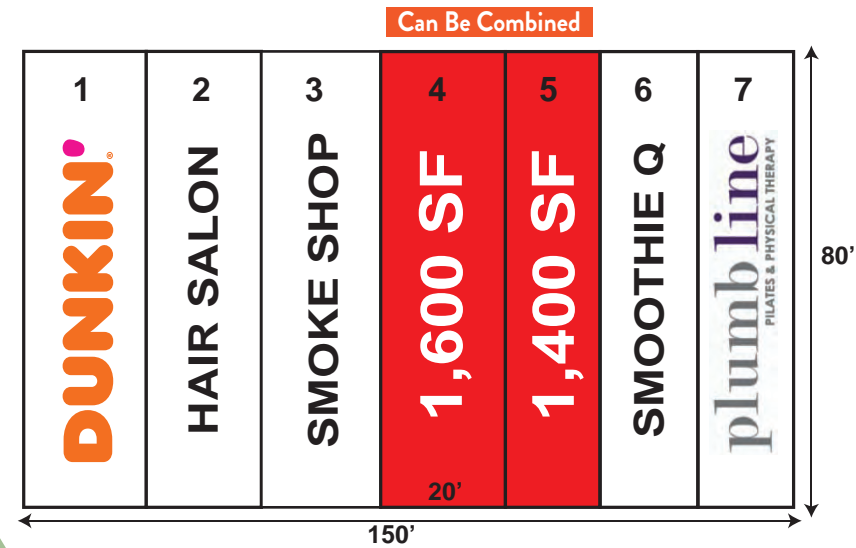 Can Be Combined
1
2
3
4
5
6
7
DUNKIN'®
HAIR SALON
SMOKE SHOP
1,600 SF
1,400 SF
SMOOTHIE Q
plumb line
PILATES & PHYSICAL THERAPY
80’
20’
150’